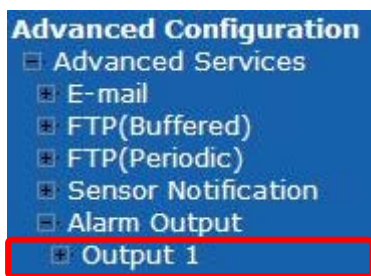 Advanced Configuration
Advanced Services
E-mail
FTP(Buffered)
FTP(Periodic)
Sensor Notification
Alarm Output
Output 1